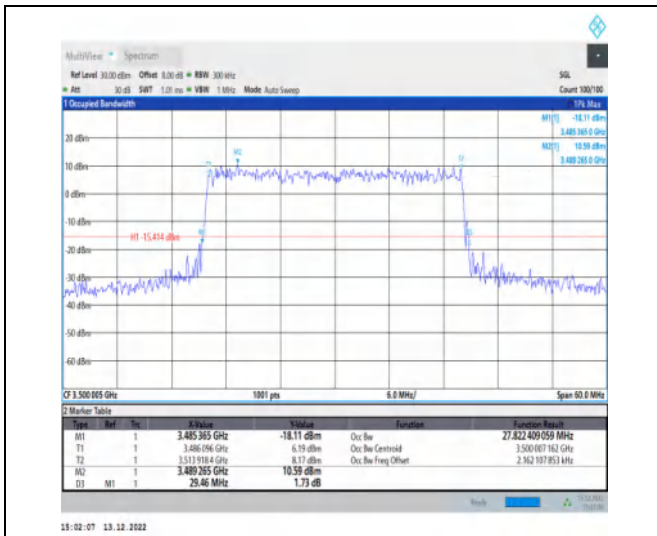 MultiView Spectrum
Ref Level 30.00 dBm Offset 8.00 dB RBW 300 kHz SGL
Att 30 dB SWT 1.01 ms VBW 1 MHz Mode Auto Sweep Count 100/100
1 Occupied Bandwidth 1Pk Max
M1[1] -18.11 dBm
3.485 365 0 GHz
20 dBm M2[1] 10.59 dBm
3.489 265 0 GHz
M2
10 dBm
0 dBm
-10 dBm
H1 -15.414 dBm
-20 dBm
-30 dBm
-40 dBm
-50 dBm
-60 dBm
CF 3.500 005 GHz 1001 pts 6.0 MHz/ Span 60.0 MHz
2 Marker Table
Type Ref Trc X-Value Y-Value Function Function Result
M1 1 3.485 365 GHz -18.11 dBm Occ Bw 27.822 409 059 MHz
T1 1 3.486 096 GHz 6.19 dBm Occ Bw Centroid 3.500 007 162 GHz
T2 1 3.513 918 4 GHz 8.17 dBm Occ Bw Freq Offset 2.162 107 853 kHz
M2 1 3.489 265 GHz 10.59 dBm
D3 M1 1 29.46 MHz 1.73 dB
Ready
15:02:07 13.12.2022